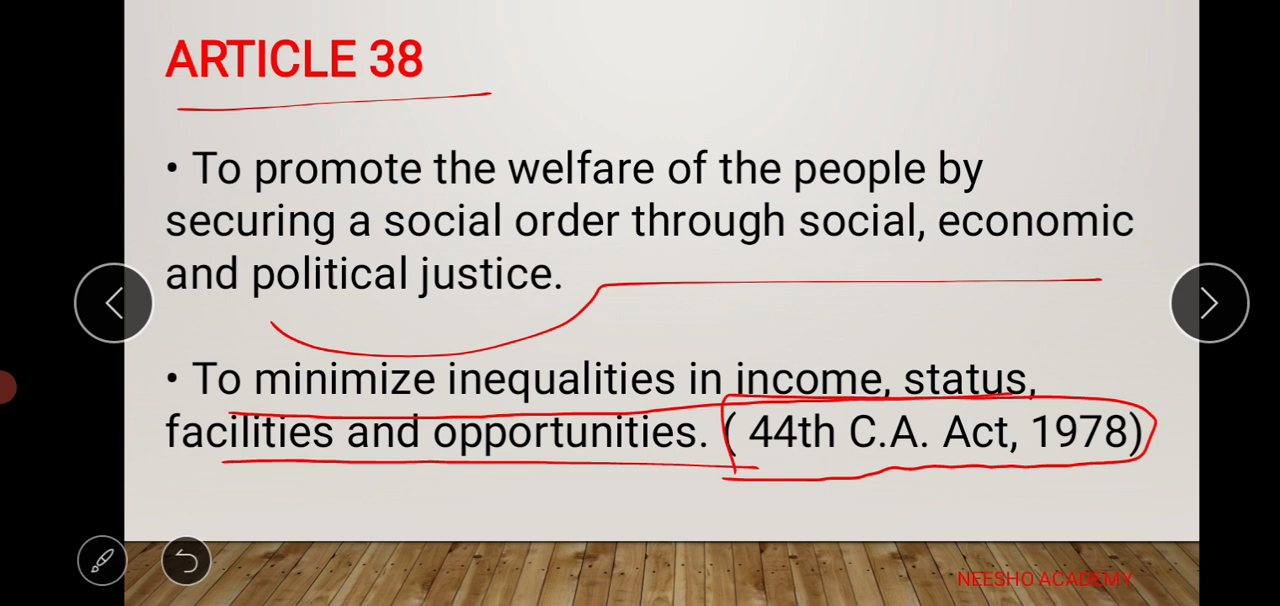 ARTICLE 38
• To promote the welfare of the people by
securing a social order through social, economic
and political justice.
• To minimize inequalities in income, status,
facilities and opportunities. ( 44th C.A. Act, 1978)
NEESHO ACADEMY